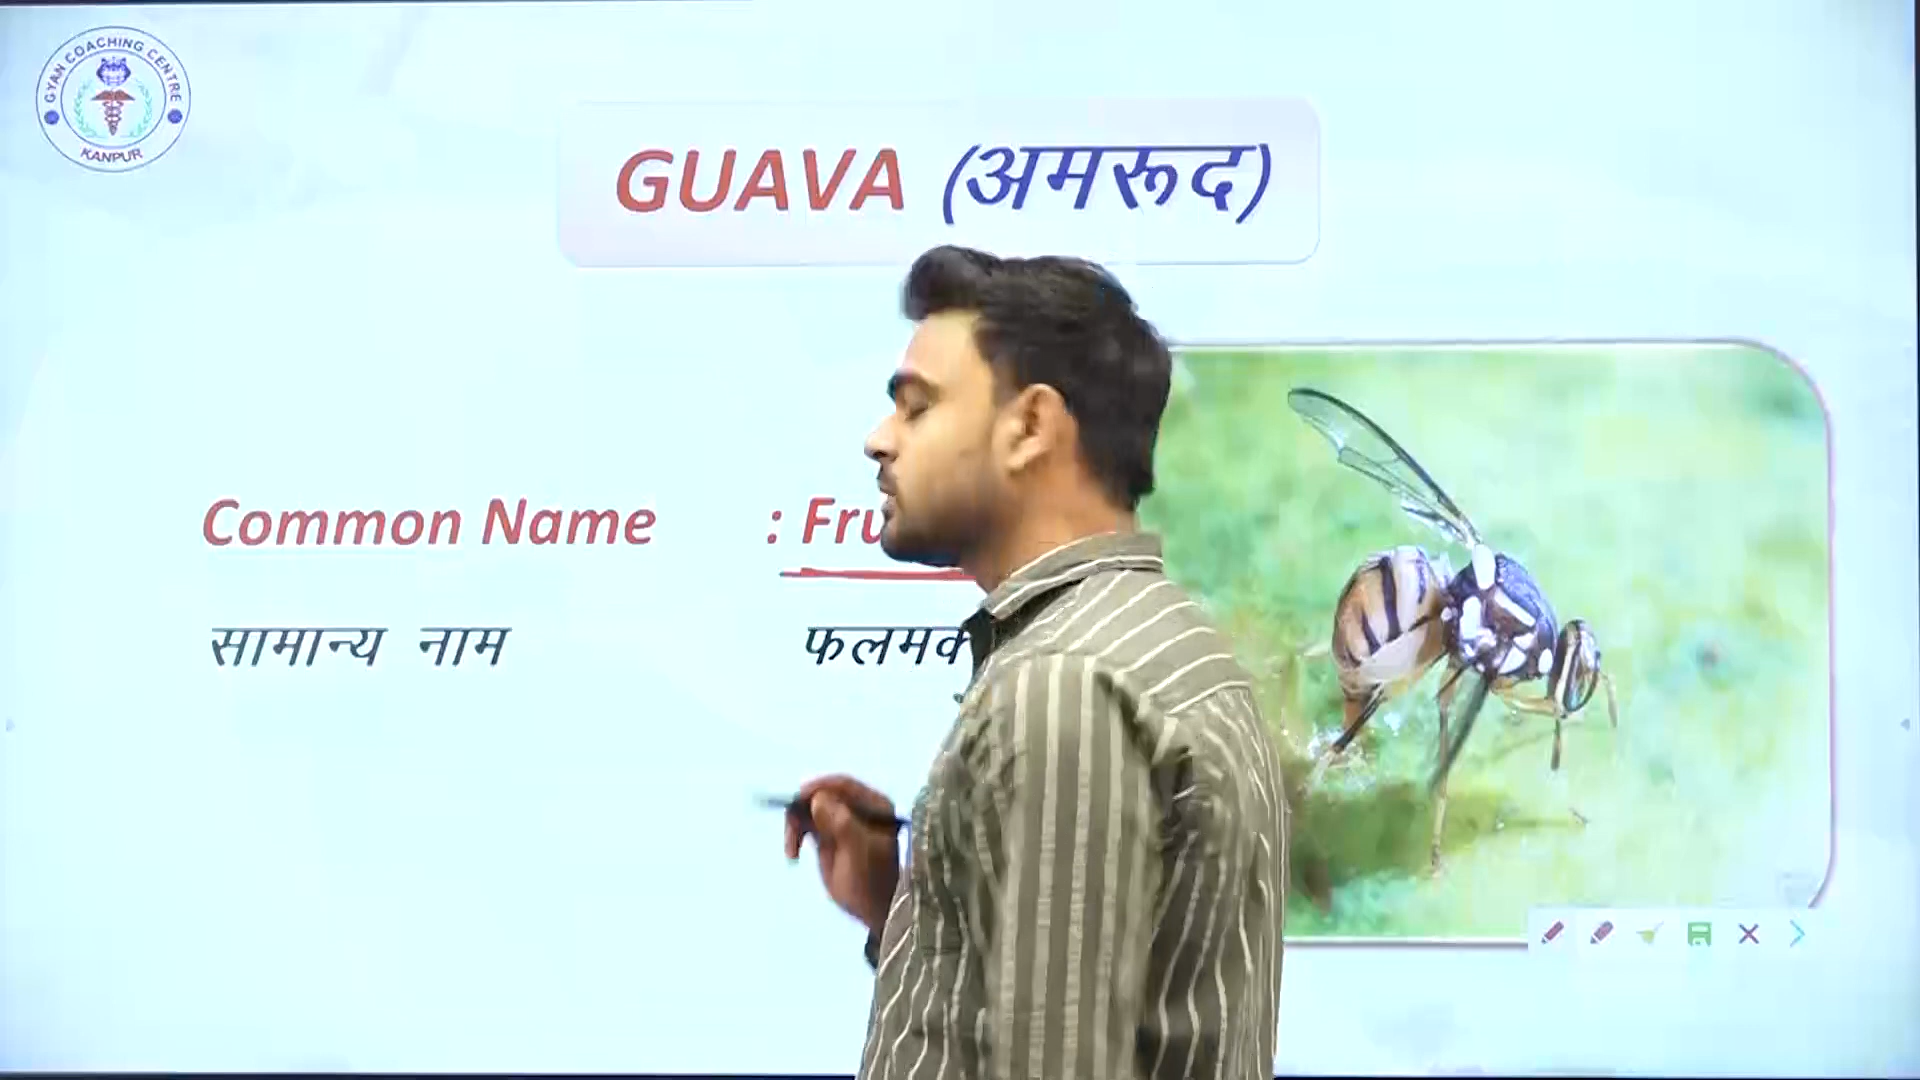 GYAN COACHING CENTRE
KANPUR
GUAVA (अमरूद)
Common Name : Fru
सामान्य नाम फलमक